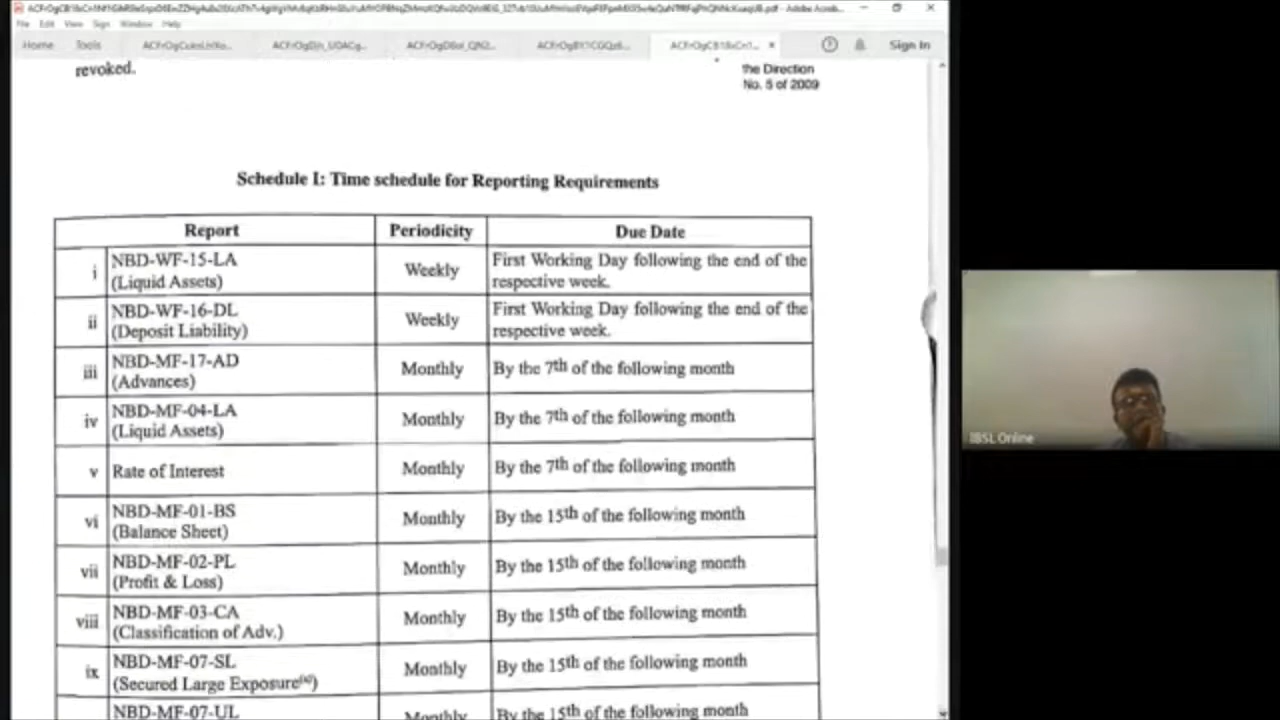 File Edit View Sign Window Help
Home Tools Sign In
revoked.
the Direction
No. 5 of 2009
Schedule I: Time schedule for Reporting Requirements
Report Periodicity Due Date
i NBD-WF-15-LA
(Liquid Assets) Weekly First Working Day following the end of the
respective week.
ii NBD-WF-16-DL
(Deposit Liability) Weekly First Working Day following the end of the
respective week.
iii NBD-MF-17-AD
(Advances) Monthly By the 7th of the following month
iv NBD-MF-04-LA
(Liquid Assets) Monthly By the 7th of the following month
v Rate of Interest Monthly By the 7th of the following month
vi NBD-MF-01-BS
(Balance Sheet) Monthly By the 15th of the following month
vii NBD-MF-02-PL
(Profit & Loss) Monthly By the 15th of the following month
viii NBD-MF-03-CA
(Classification of Adv.) Monthly By the 15th of the following month
ix NBD-MF-07-SL
(Secured Large Exposure) Monthly By the 15th of the following month
NBD-MF-07-UL Monthly By the 15th of the following month
IBSL Online